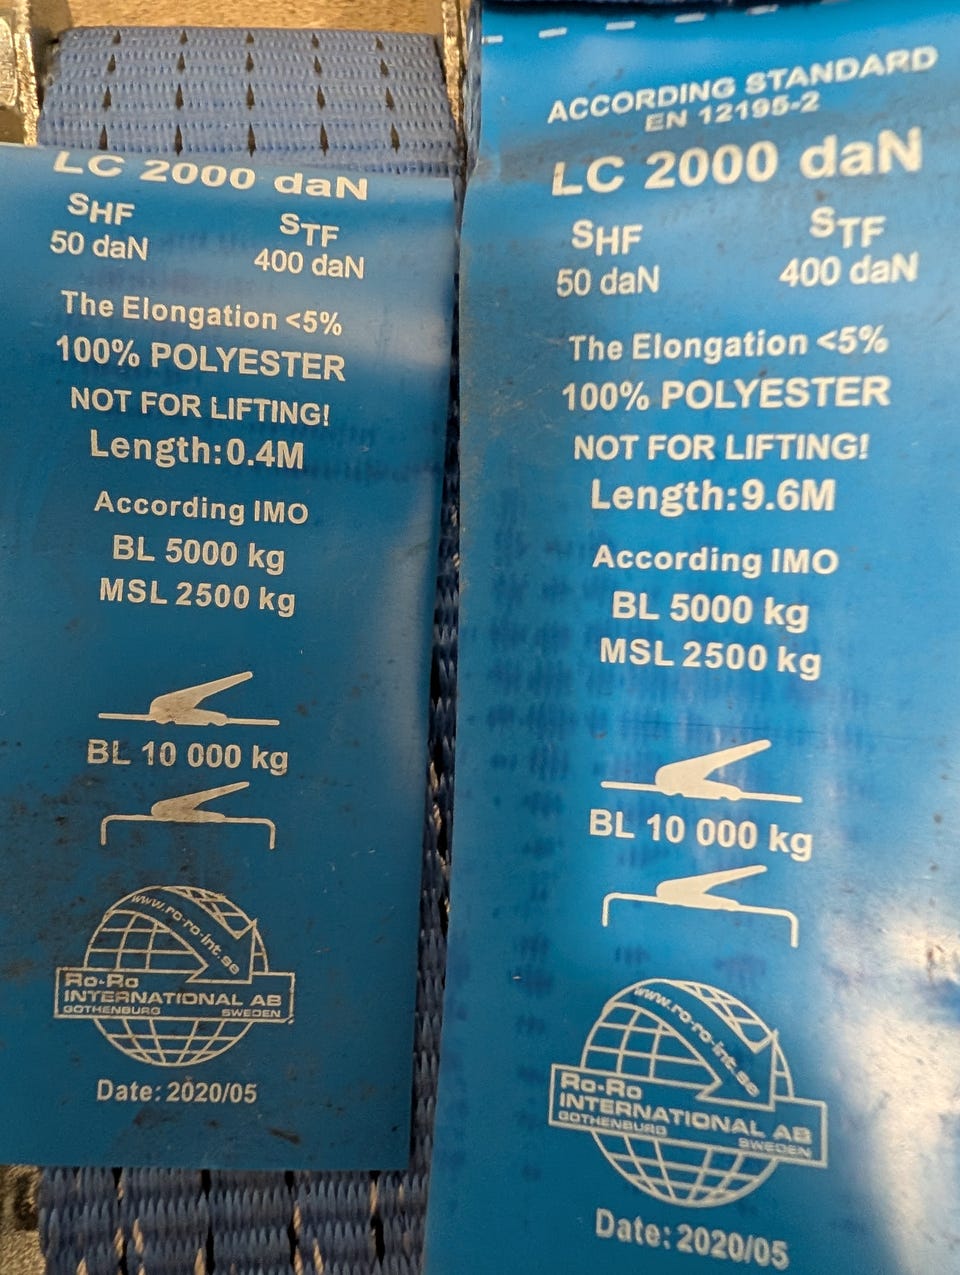 LC 2000 daN
SHF
50 daN
STF
400 daN
The Elongation <5%
100% POLYESTER
NOT FOR LIFTING!
Length:0.4M
According IMO
BL 5000 kg
MSL 2500 kg
BL 10 000 kg
www.ro-ro-int.se
Ro-Ro
INTERNATIONAL AB
GOTHENBURG SWEDEN
Date: 2020/05
ACCORDING STANDARD
EN 12195-2
LC 2000 daN
SHF
50 daN
STF
400 daN
The Elongation <5%
100% POLYESTER
NOT FOR LIFTING!
Length:9.6M
According IMO
BL 5000 kg
MSL 2500 kg
BL 10 000 kg
www.ro-ro-int.se
Ro-Ro
INTERNATIONAL AB
GOTHENBURG SWEDEN
Date: 2020/05